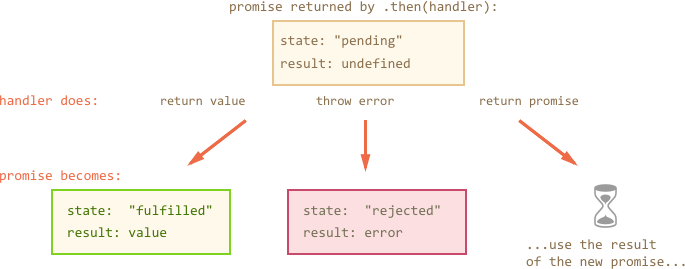 promise returned by .then(handler):
state: "pending"
result: undefined
handler does: return value throw error return promise
promise becomes:
state: "fulfilled" state: "rejected"
result: value result: error
...use the result
of the new promise...